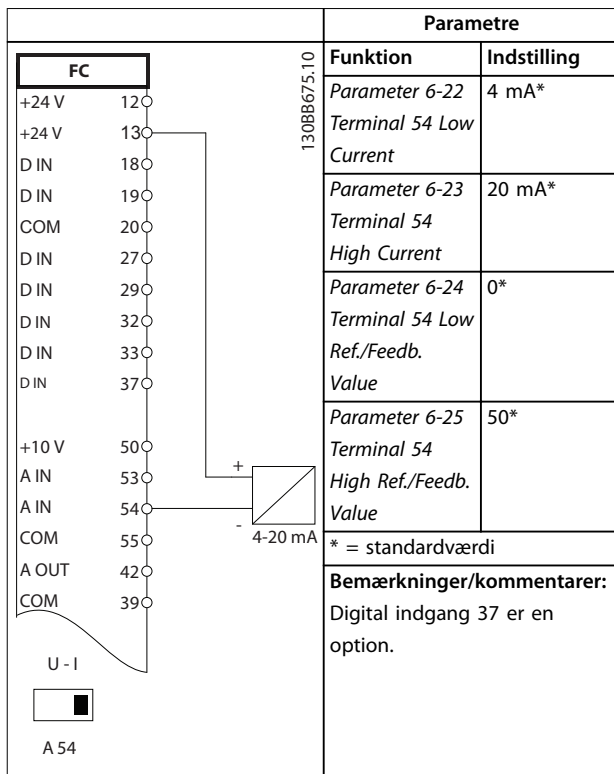 FC
130BB675.10
+24 V 12
+24 V 13
D IN 18
D IN 19
COM 20
D IN 27
D IN 29
D IN 32
D IN 33
D IN 37
+10 V 50
A IN 53
A IN 54
COM 55
A OUT 42
COM 39
+
-
4-20 mA
U - I
A 54
Parametre
Funktion Indstilling
Parameter 6-22 4 mA*
Terminal 54 Low
Current
Parameter 6-23 20 mA*
Terminal 54
High Current
Parameter 6-24 0*
Terminal 54 Low
Ref./Feedb.
Value
Parameter 6-25 50*
Terminal 54
High Ref./Feedb.
Value
* = standardværdi
Bemærkninger/kommentarer:
Digital indgang 37 er en
option.